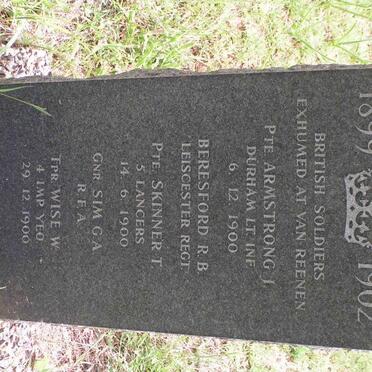 1899 1902
BRITISH SOLDIERS
EXHUMED AT VAN REENEN
PTE ARMSTRONG J.
DURHAM LT. INF.
6. 12. 1900
BERESFORD R.B.
LEISCESTER REGT
PTE. SKINNER T.
5 LANCERS
14. 6. 1900
GNR SIM G.A.
R.F.A.
TPR. WISE W.
4 IMP. YEO.
29. 12. 1900